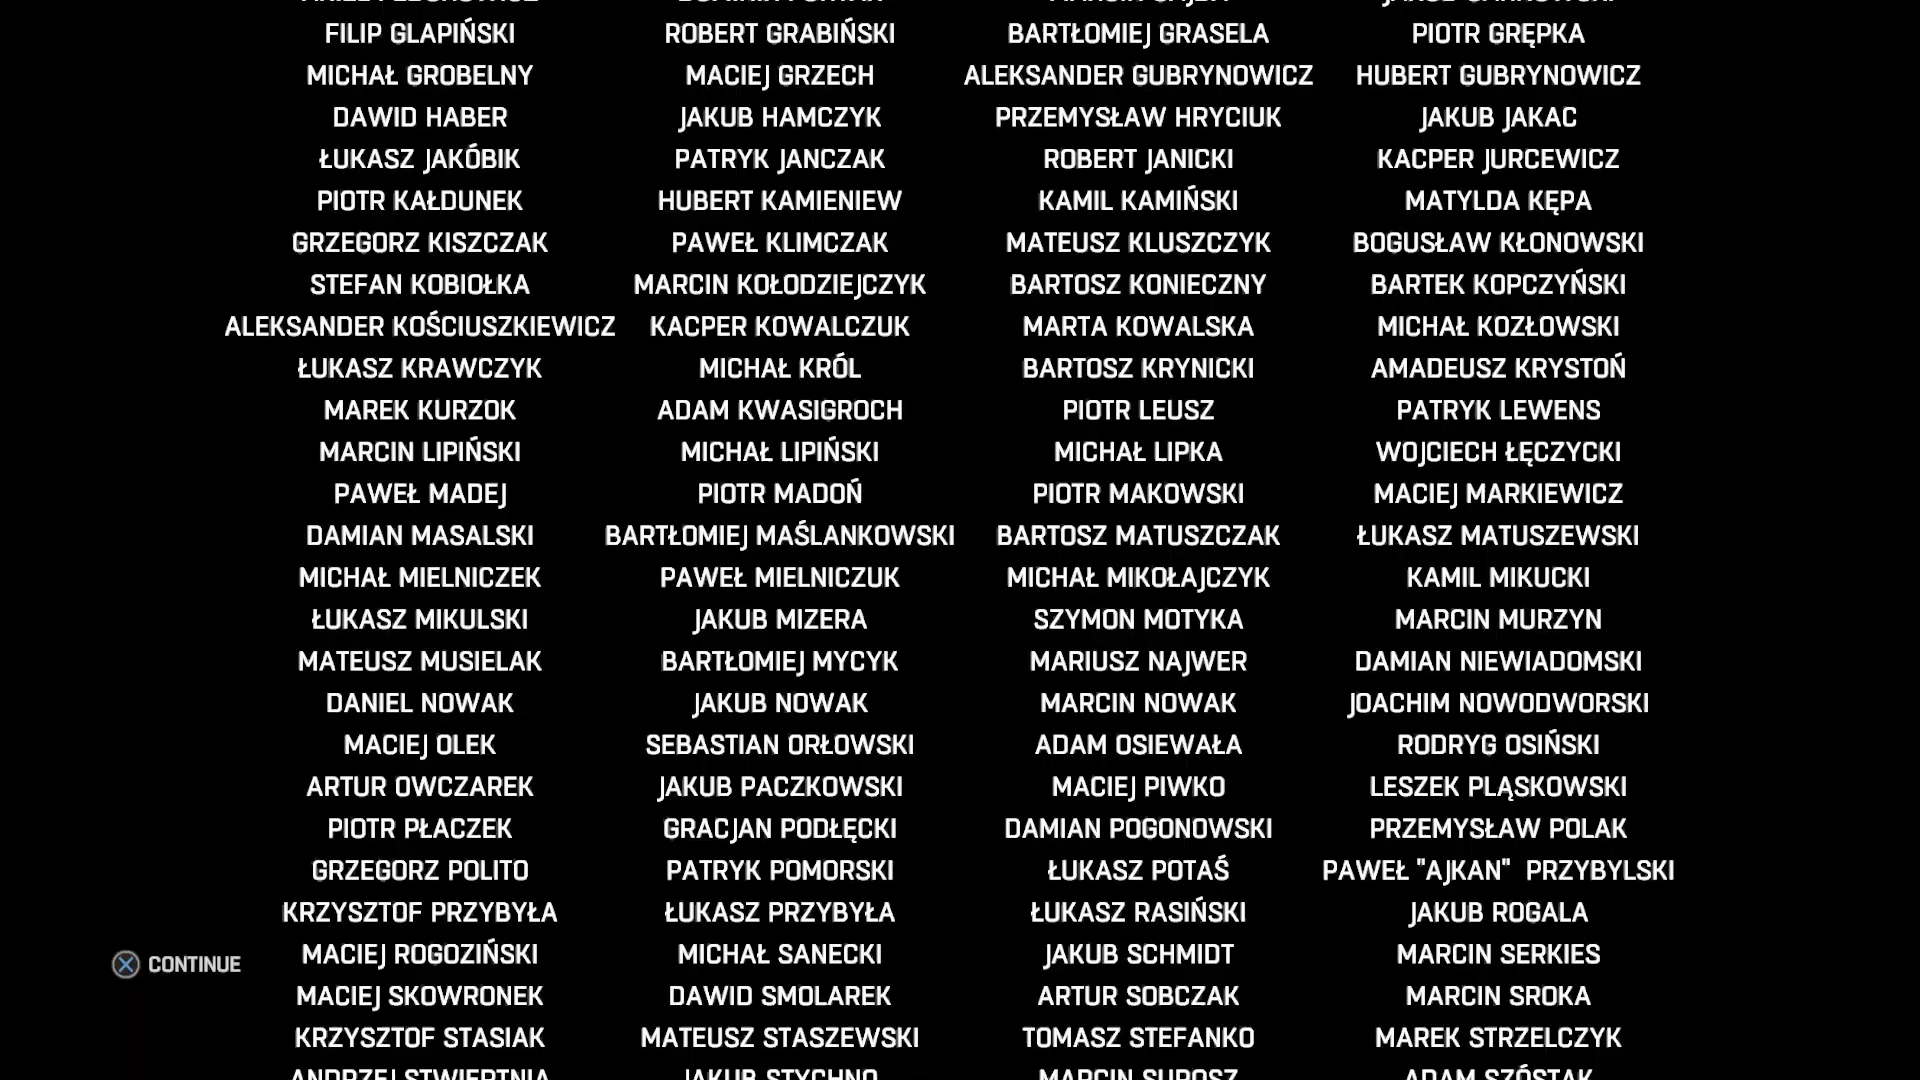 FILIP GLAPIŃSKI ROBERT GRABIŃSKI BARTŁOMIEJ GRASELA PIOTR GRĘPKA
MICHAŁ GROBELNY MACIEJ GRZECH ALEKSANDER GUBRYNOWICZ HUBERT GUBRYNOWICZ
DAWID HABER JAKUB HAMCZYK PRZEMYSŁAW HRYCIUK JAKUB JAKAC
ŁUKASZ JAKÓBIK PATRYK JANCZAK ROBERT JANICKI KACPER JURCEWICZ
PIOTR KAŁDUNEK HUBERT KAMIENIEW KAMIL KAMIŃSKI MATYLDA KĘPA
GRZEGORZ KISZCZAK PAWEŁ KLIMCZAK MATEUSZ KLUSZCZYK BOGUSŁAW KŁONOWSKI
STEFAN KOBIOŁKA MARCIN KOŁODZIEJCZYK BARTOSZ KONIECZNY BARTEK KOPCZYŃSKI
ALEKSANDER KOŚCIUSZKIEWICZ KACPER KOWALCZUK MARTA KOWALSKA MICHAŁ KOZŁOWSKI
ŁUKASZ KRAWCZYK MICHAŁ KRÓL BARTOSZ KRYNICKI AMADEUSZ KRYSTOŃ
MAREK KURZOK ADAM KWASIGROCH PIOTR LEUSZ PATRYK LEWENS
MARCIN LIPIŃSKI MICHAŁ LIPIŃSKI MICHAŁ LIPKA WOJCIECH ŁĘCZYCKI
PAWEŁ MADEJ PIOTR MADOŃ PIOTR MAKOWSKI MACIEJ MARKIEWICZ
DAMIAN MASALSKI BARTŁOMIEJ MAŚLANKOWSKI BARTOSZ MATUSZCZAK ŁUKASZ MATUSZEWSKI
MICHAŁ MIELNICZEK PAWEŁ MIELNICZUK MICHAŁ MIKOŁAJCZYK KAMIL MIKUCKI
ŁUKASZ MIKULSKI JAKUB MIZERA SZYMON MOTYKA MARCIN MURZYN
MATEUSZ MUSIELAK BARTŁOMIEJ MYCYK MARIUSZ NAJWER DAMIAN NIEWIADOMSKI
DANIEL NOWAK JAKUB NOWAK MARCIN NOWAK JOACHIM NOWODWORSKI
MACIEJ OLEK SEBASTIAN ORŁOWSKI ADAM OSIEWAŁA RODRYG OSIŃSKI
ARTUR OWCZAREK JAKUB PACZKOWSKI MACIEJ PIWKO LESZEK PLĄSKOWSKI
PIOTR PŁACZEK GRACJAN PODŁĘCKI DAMIAN POGONOWSKI PRZEMYSŁAW POLAK
GRZEGORZ POLITO PATRYK POMORSKI ŁUKASZ POTAŚ PAWEŁ "AJKAN" PRZYBYLSKI
KRZYSZTOF PRZYBYŁA ŁUKASZ PRZYBYŁA ŁUKASZ RASIŃSKI JAKUB ROGALA
MACIEJ ROGOZIŃSKI MICHAŁ SANECKI JAKUB SCHMIDT MARCIN SERKIES
CONTINUE
MACIEJ SKOWRONEK DAWID SMOLAREK ARTUR SOBCZAK MARCIN SROKA
KRZYSZTOF STASIAK MATEUSZ STASZEWSKI TOMASZ STEFANKO MAREK STRZELCZYK
ANDRZEJ STWIERTNIA JAKUB STYCHNO MARCIN ADAM SZÓSTAK